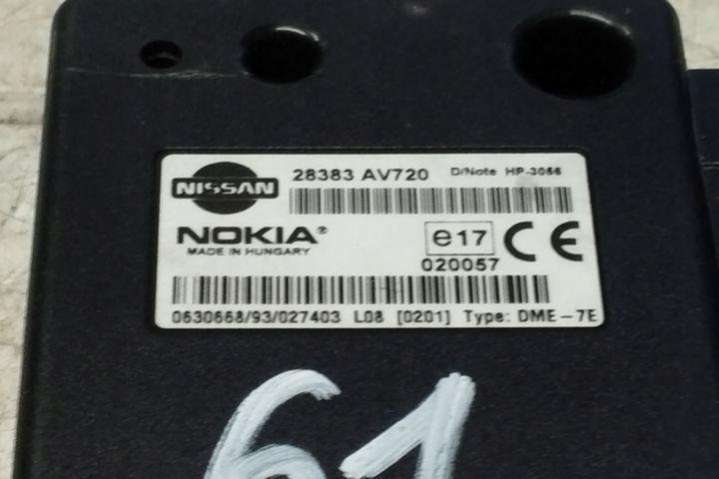 NISSAN 28383 AV720 D/Note HP-3056
NOKIA® e17 CE
MADE IN HUNGARY
020057
0630668/93/027403 L08 [0201] Type: DME-7E
61